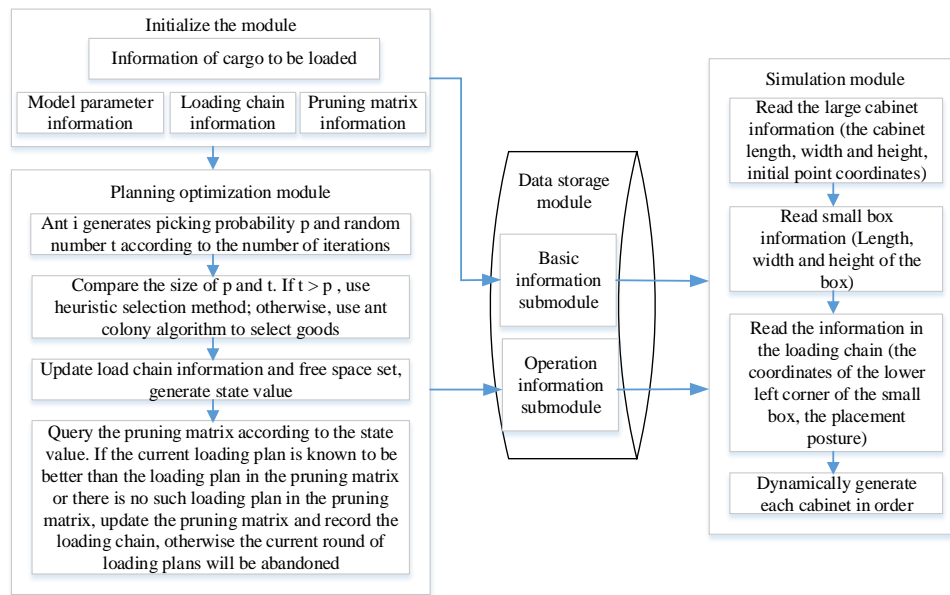 Initialize the module
Information of cargo to be loaded
Model parameter
information
Loading chain
information
Pruning matrix
information
Planning optimization module
Ant i generates picking probability p and random
number t according to the number of iterations
Compare the size of p and t. If t > p , use
heuristic selection method; otherwise, use ant
colony algorithm to select goods
Update load chain information and free space set,
generate state value
Query the pruning matrix according to the state
value. If the current loading plan is known to be
better than the loading plan in the pruning matrix
or there is no such loading plan in the pruning
matrix, update the pruning matrix and record the
loading chain, otherwise the current round of
loading plans will be abandoned
Data storage
module
Basic
information
submodule
Operation
information
submodule
Simulation module
Read the large cabinet
information (the cabinet
length, width and height,
initial point coordinates)
Read small box
information (Length,
width and height of the
box)
Read the information in
the loading chain (the
coordinates of the lower
left corner of the small
box, the placement
posture)
Dynamically generate
each cabinet in order